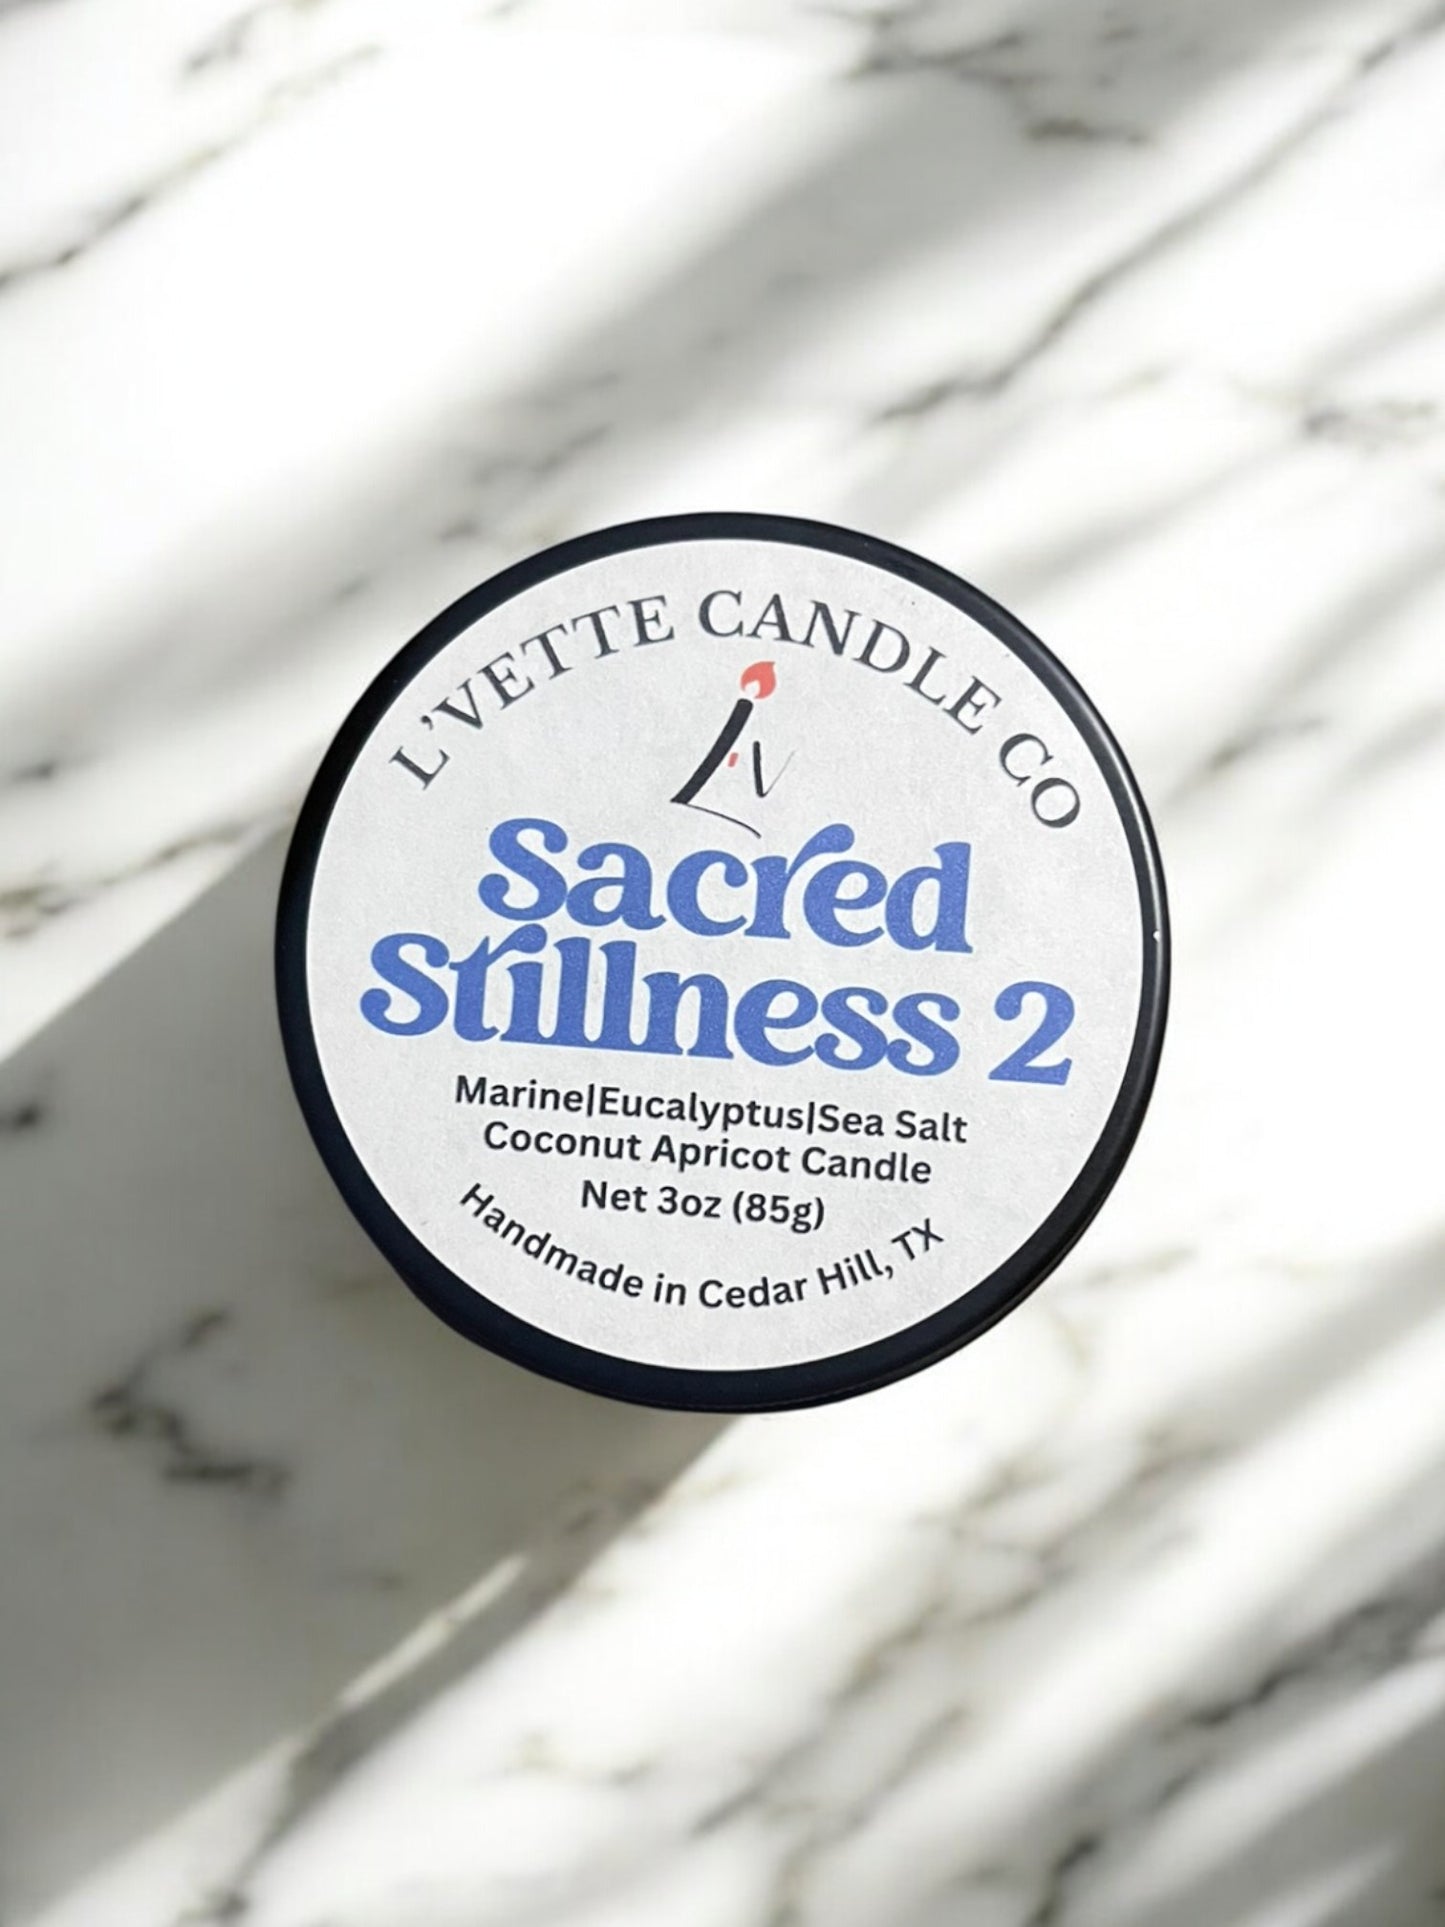 L'VETTE CANDLE CO
LV
Sacred
Stillness 2
Marine|Eucalyptus|Sea Salt
Coconut Apricot Candle
Net 3oz (85g)
Handmade in Cedar Hill, TX